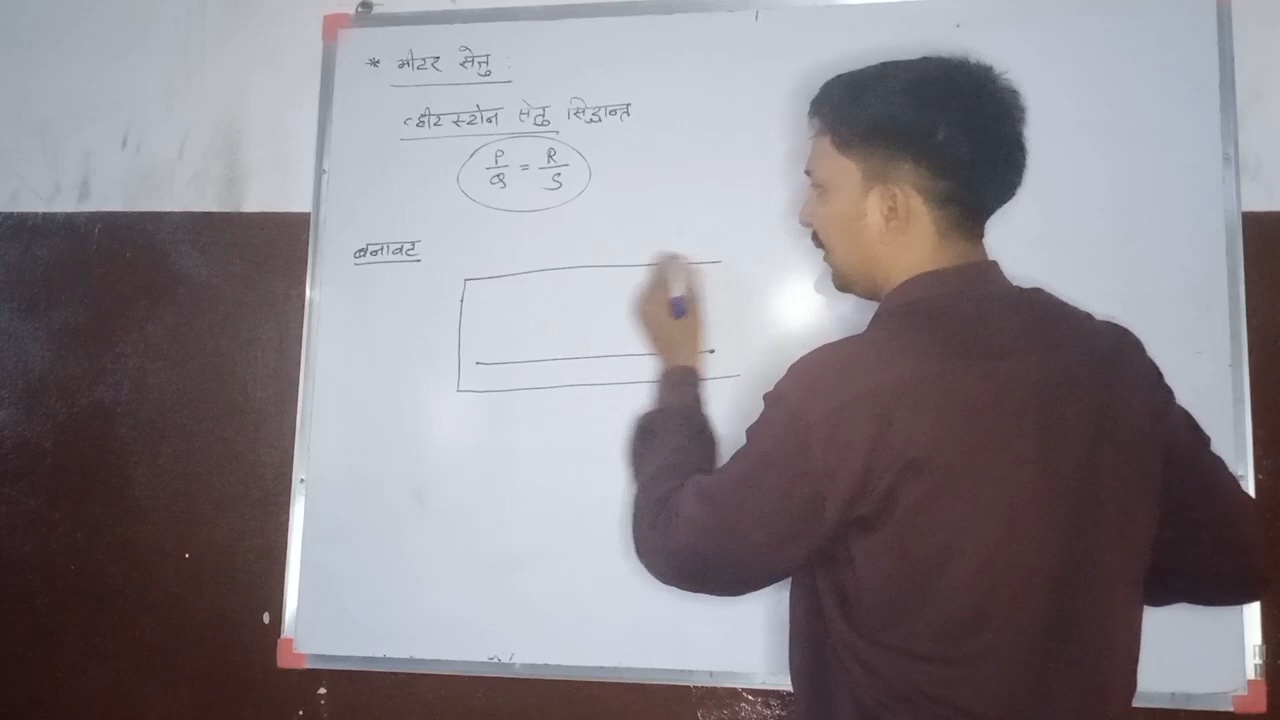 * मीटर सेतु :
व्हीटस्टोन सेतु सिद्धान्त
P/Q = R/S
बनावट